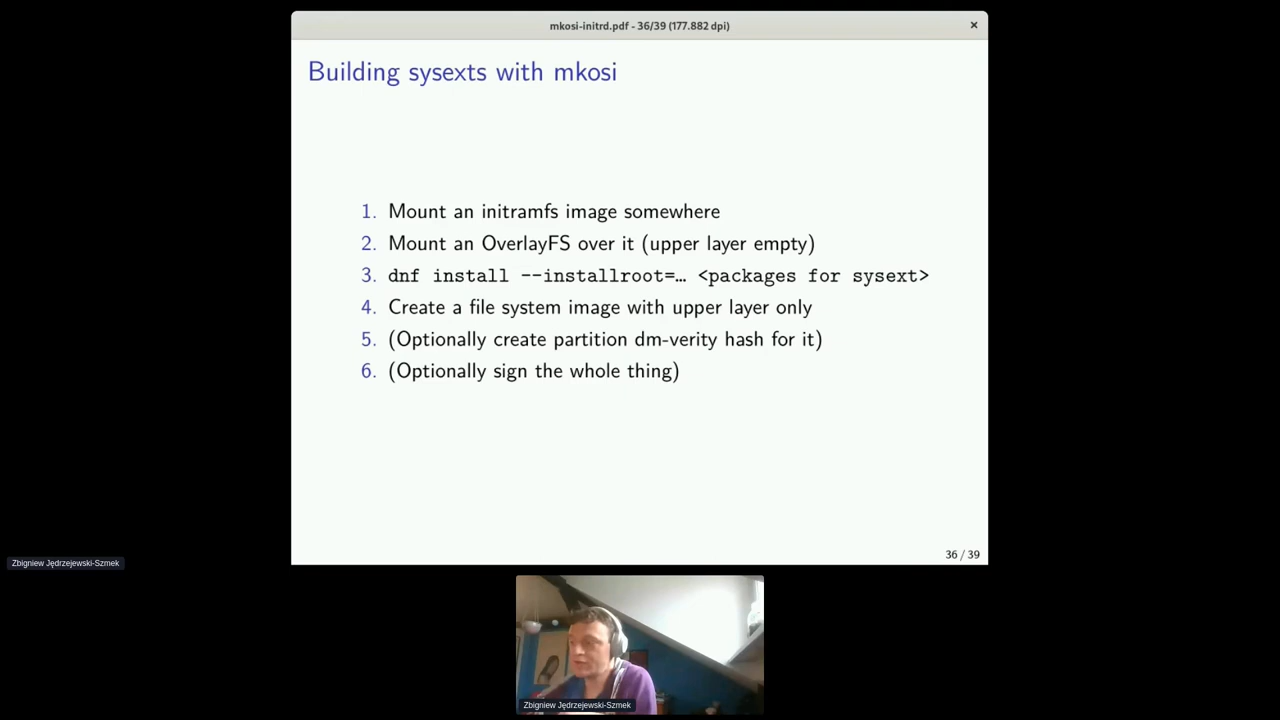 mkosi-initrd.pdf - 36/39 (177.882 dpi)
Building sysexts with mkosi
1. Mount an initramfs image somewhere
2. Mount an OverlayFS over it (upper layer empty)
3. dnf install --installroot=… <packages for sysext>
4. Create a file system image with upper layer only
5. (Optionally create partition dm-verity hash for it)
6. (Optionally sign the whole thing)
36 / 39
Zbigniew Jędrzejewski-Szmek
Zbigniew Jędrzejewski-Szmek